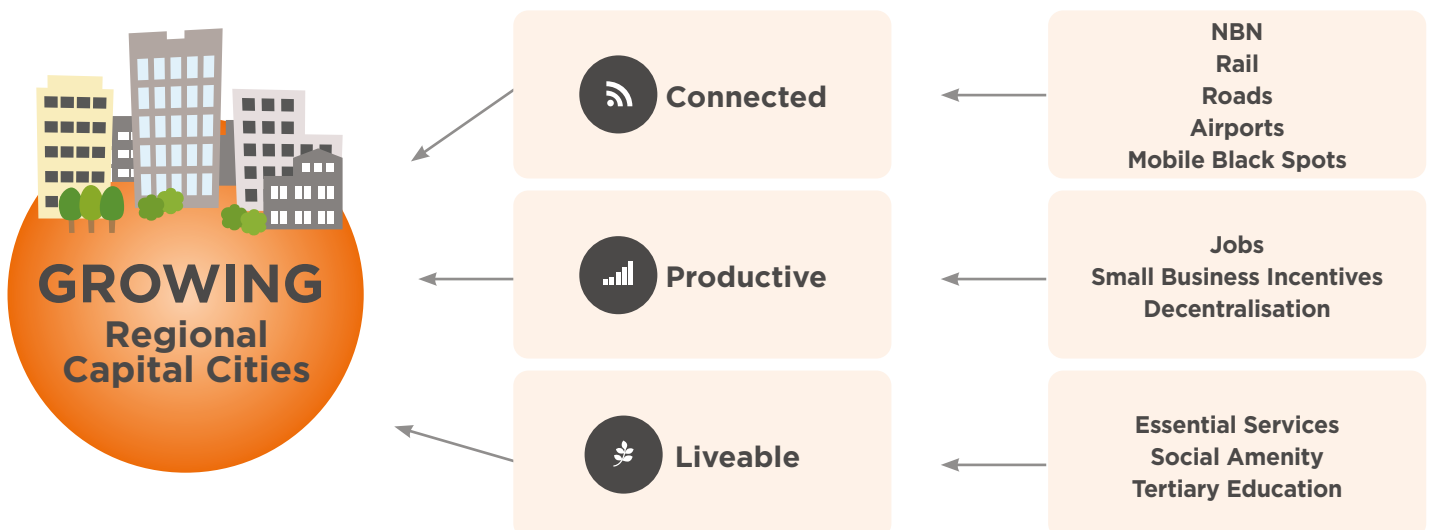 GROWING
Regional
Capital Cities
Connected
NBN
Rail
Roads
Airports
Mobile Black Spots
Productive
Jobs
Small Business Incentives
Decentralisation
Liveable
Essential Services
Social Amenity
Tertiary Education